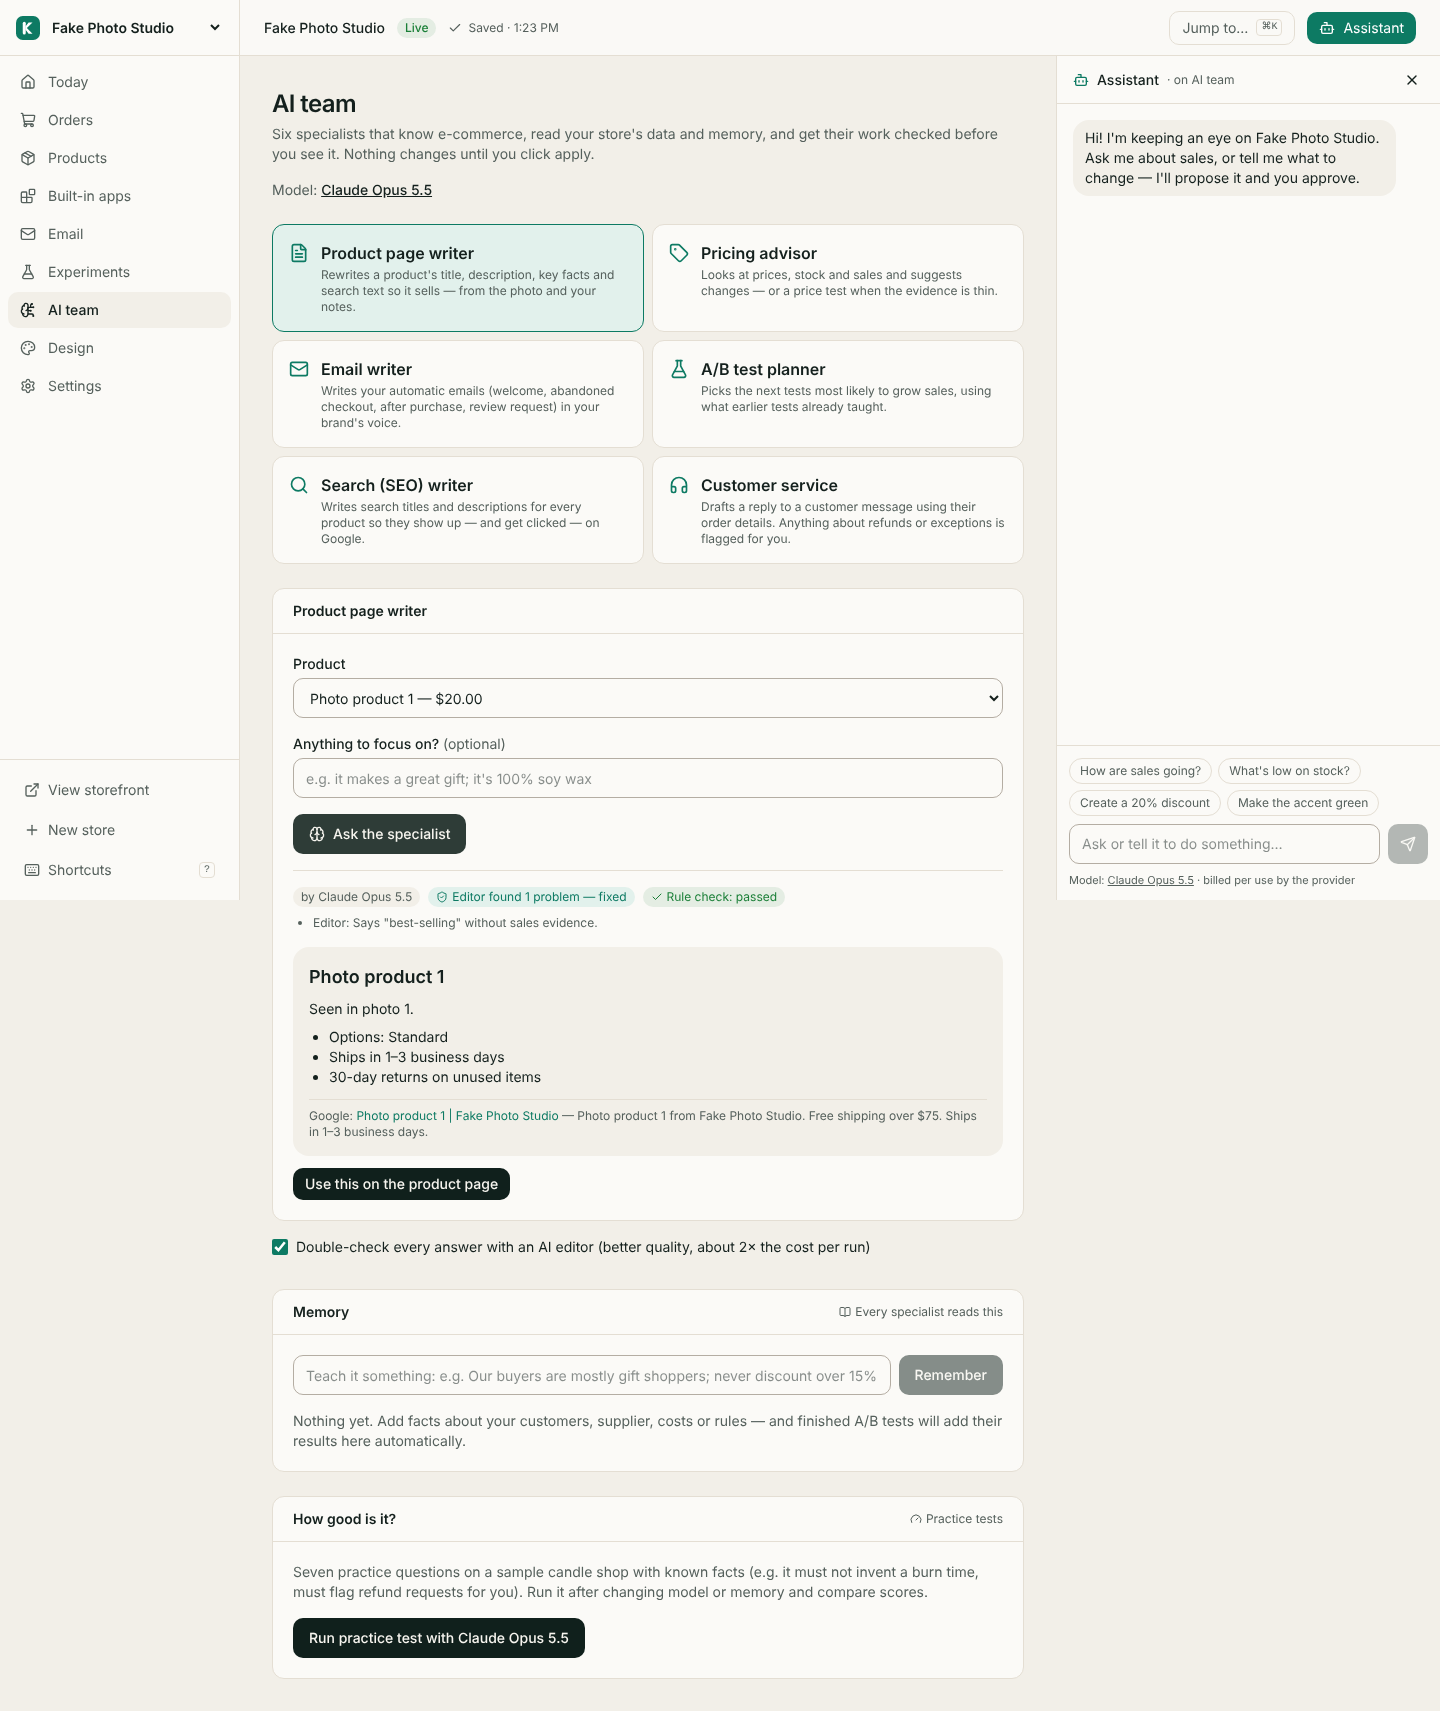 Fake Photo Studio
Fake Photo Studio
Live
Saved · 1:23 PM
Jump to...
⌘K
Assistant
Today
Orders
Products
Built-in apps
Email
Experiments
AI team
Design
Settings
View storefront
New store
Shortcuts
?
AI team
Six specialists that know e-commerce, read your store's data and memory, and get their work checked before
you see it. Nothing changes until you click apply.
Model: Claude Opus 5.5
Product page writer
Rewrites a product's title, description, key facts and
search text so it sells — from the photo and your
notes.
Pricing advisor
Looks at prices, stock and sales and suggests
changes — or a price test when the evidence is thin.
Email writer
Writes your automatic emails (welcome, abandoned
checkout, after purchase, review request) in your
brand's voice.
A/B test planner
Picks the next tests most likely to grow sales, using
what earlier tests already taught.
Search (SEO) writer
Writes search titles and descriptions for every
product so they show up — and get clicked — on
Google.
Customer service
Drafts a reply to a customer message using their
order details. Anything about refunds or exceptions is
flagged for you.
Product page writer
Product
Photo product 1 — $20.00
Anything to focus on? (optional)
e.g. it makes a great gift; it's 100% soy wax
Ask the specialist
by Claude Opus 5.5
Editor found 1 problem — fixed
Rule check: passed
• Editor: Says "best-selling" without sales evidence.
Photo product 1
Seen in photo 1.
• Options: Standard
• Ships in 1–3 business days
• 30-day returns on unused items
Google: Photo product 1 | Fake Photo Studio — Photo product 1 from Fake Photo Studio. Free shipping over $75. Ships
in 1–3 business days.
Use this on the product page
Double-check every answer with an AI editor (better quality, about 2× the cost per run)
Memory
Every specialist reads this
Teach it something: e.g. Our buyers are mostly gift shoppers; never discount over 15%
Remember
Nothing yet. Add facts about your customers, supplier, costs or rules — and finished A/B tests will add their
results here automatically.
How good is it?
Practice tests
Seven practice questions on a sample candle shop with known facts (e.g. it must not invent a burn time,
must flag refund requests for you). Run it after changing model or memory and compare scores.
Run practice test with Claude Opus 5.5
Assistant · on AI team
Hi! I'm keeping an eye on Fake Photo Studio.
Ask me about sales, or tell me what to
change — I'll propose it and you approve.
How are sales going?
What's low on stock?
Create a 20% discount
Make the accent green
Ask or tell it to do something...
Model: Claude Opus 5.5 · billed per use by the provider